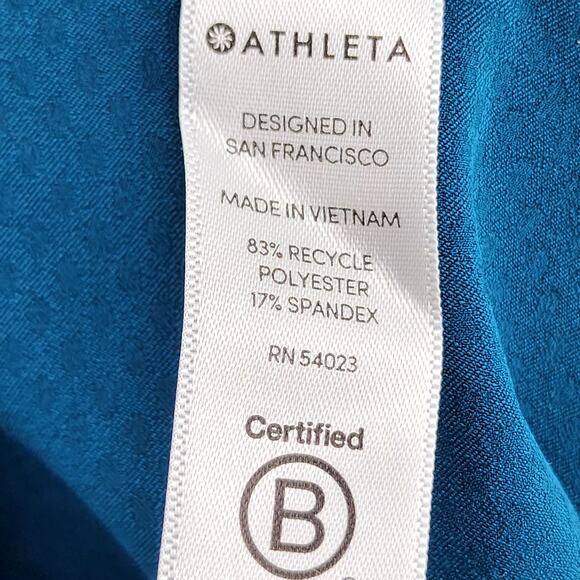 ATHLETA
DESIGNED IN
SAN FRANCISCO
MADE IN VIETNAM
83% RECYCLE
POLYESTER
17% SPANDEX
RN 54023
Certified
B